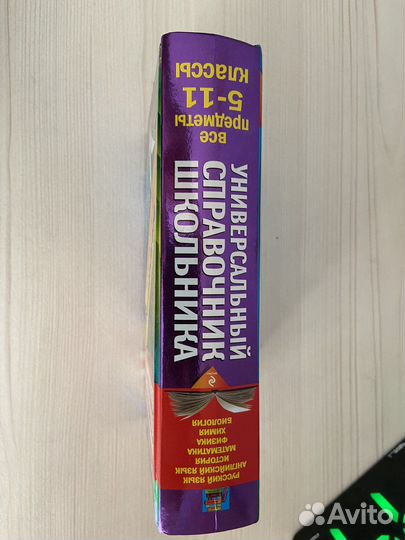 УНИВЕРСАЛЬНЫЙ
СПРАВОЧНИК
ШКОЛЬНИКА
все
предметы
5-11
классы
РУССКИЙ ЯЗЫК
АНГЛИЙСКИЙ ЯЗЫК
ИСТОРИЯ
МАТЕМАТИКА
ФИЗИКА
ХИМИЯ
БИОЛОГИЯ
Avito